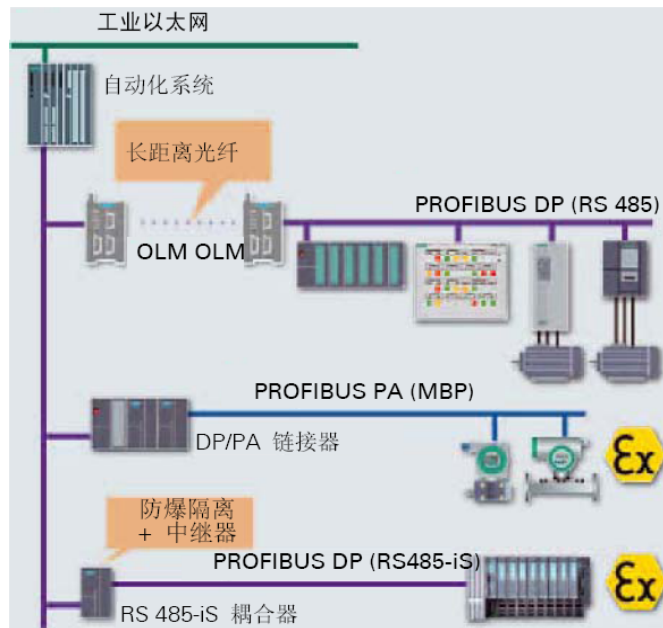 工业以太网
自动化系统
长距离光纤
PROFIBUS DP (RS 485)
OLM OLM
PROFIBUS PA (MBP)
DP/PA 链接器
Ex
防爆隔离
+ 中继器
PROFIBUS DP (RS485-iS)
Ex
RS 485-iS 耦合器